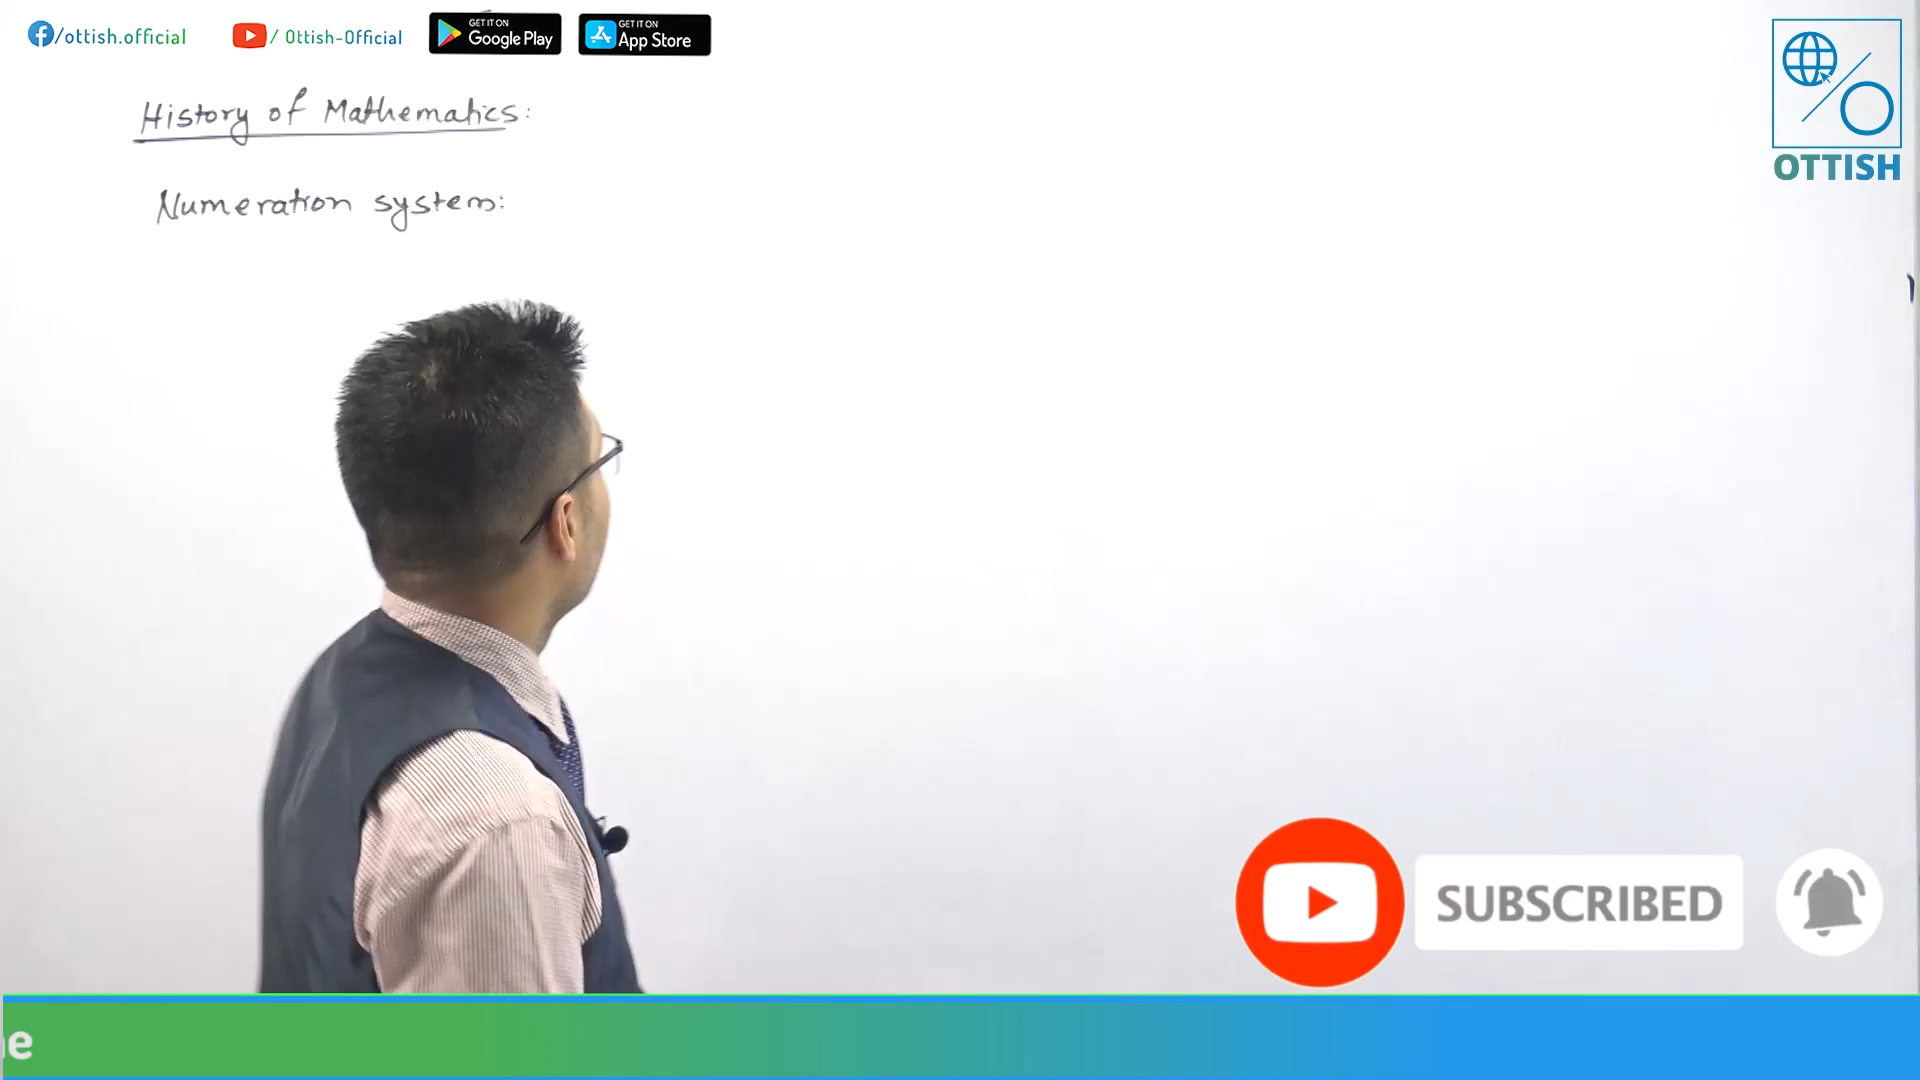 /ottish.official
/ Ottish-Official
GET IT ON
Google Play
GET IT ON
App Store
OTTISH
History of Mathematics:
Numeration system:
SUBSCRIBED